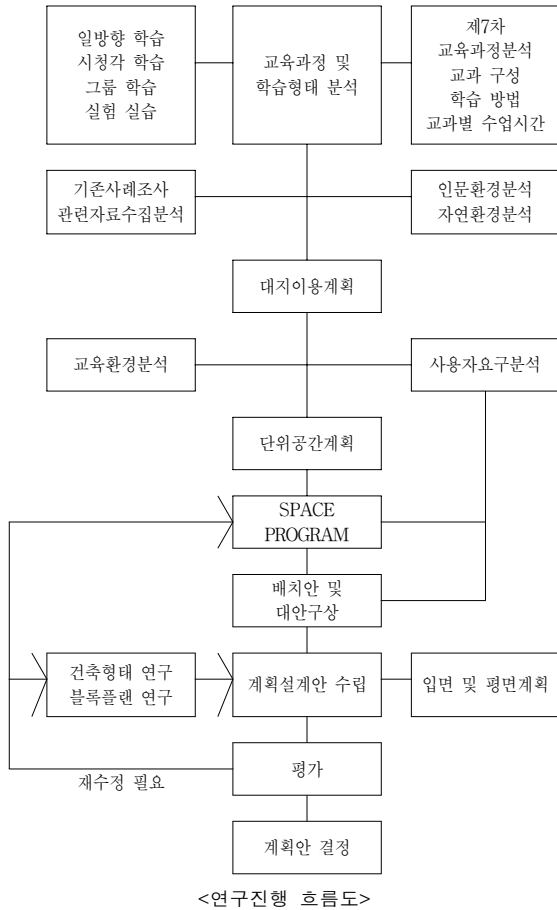 일방향 학습
시청각 학습
그룹 학습
실험 실습
교육과정 및
학습형태 분석
제7차
교육과정분석
교과 구성
학습 방법
교과별 수업시간
기존사례조사
관련자료수집분석
인문환경분석
자연환경분석
대지이용계획
교육환경분석
사용자요구분석
단위공간계획
SPACE
PROGRAM
배치안 및
대안구상
건축형태 연구
블록플랜 연구
계획설계안 수립
입면 및 평면계획
재수정 필요
평가
계획안 결정
<연구진행 흐름도>